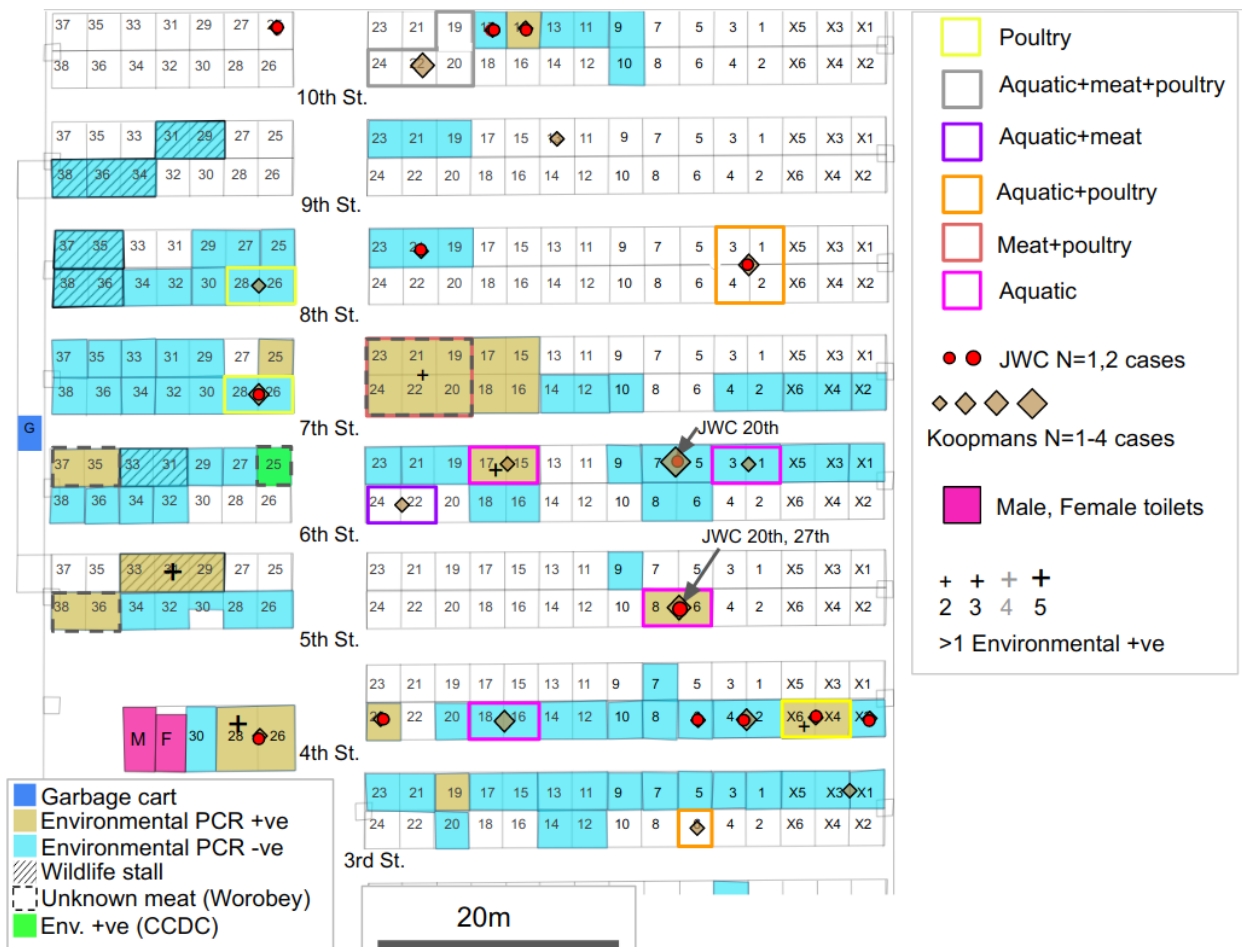 37 35 33 31 29 27 23 21 19 13 11 9 7 5 3 1 X5 X3 X1
38 36 34 32 30 28 26 24 22 20 18 16 14 12 10 8 6 4 2 X6 X4 X2
10th St.
37 35 33 31 29 27 25 23 21 19 17 15 11 9 7 5 3 1 X5 X3 X1
38 36 34 32 30 28 26 24 22 20 18 16 14 12 10 8 6 4 2 X6 X4 X2
9th St.
37 35 33 31 29 27 25 23 19 17 15 13 11 9 7 5 3 1 X5 X3 X1
38 36 34 32 30 28 26 24 22 20 18 16 14 12 10 8 6 4 2 X6 X4 X2
8th St.
37 35 33 31 29 27 25 23 21 19 17 15 13 11 9 7 5 3 1 X5 X3 X1
38 36 34 32 30 28 26 24 22 20 18 16 14 12 10 8 6 4 2 X6 X4 X2
G
7th St.
JWC 20th
37 35 33 31 29 27 25 23 21 19 17 15 13 11 9 7 5 3 1 X5 X3 X1
38 36 34 32 30 28 26 24 22 20 18 16 14 12 10 8 6 4 2 X6 X4 X2
6th St.
JWC 20th, 27th
37 35 33 31 29 27 25 23 21 19 17 15 13 11 9 7 5 3 1 X5 X3 X1
38 36 34 32 30 28 26 24 22 20 18 16 14 12 10 8 6 4 2 X6 X4 X2
5th St.
23 21 19 17 15 13 11 9 7 5 3 1 X5 X3 X1
M F 30 28 26 22 20 18 16 14 12 10 8 4 2 X6 X4
4th St.
23 21 19 17 15 13 11 9 7 5 3 1 X5 X3 X1
24 22 20 18 16 14 12 10 8 4 2 X6 X4 X2
3rd St.
20m
Poultry
Aquatic+meat+poultry
Aquatic+meat
Aquatic+poultry
Meat+poultry
Aquatic
JWC N=1,2 cases
Koopmans N=1-4 cases
Male, Female toilets
2 3 4 5
>1 Environmental +ve
Garbage cart
Environmental PCR +ve
Environmental PCR -ve
Wildlife stall
Unknown meat (Worobey)
Env. +ve (CCDC)